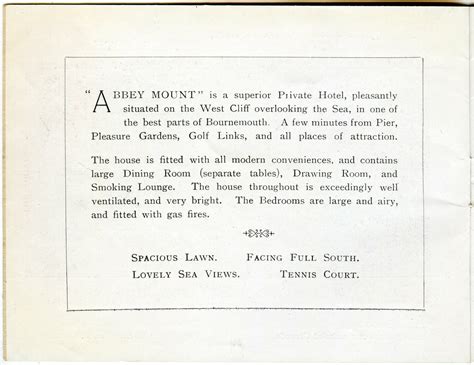 "ABBEY MOUNT" is a superior Private Hotel, pleasantly
situated on the West Cliff overlooking the Sea, in one of
the best parts of Bournemouth. A few minutes from Pier,
Pleasure Gardens, Golf Links, and all places of attraction.
The house is fitted with all modern conveniences, and contains
large Dining Room (separate tables), Drawing Room, and
Smoking Lounge. The house throughout is exceedingly well
ventilated, and very bright. The Bedrooms are large and airy,
and fitted with gas fires.
SPACIOUS LAWN. FACING FULL SOUTH.
LOVELY SEA VIEWS. TENNIS COURT.